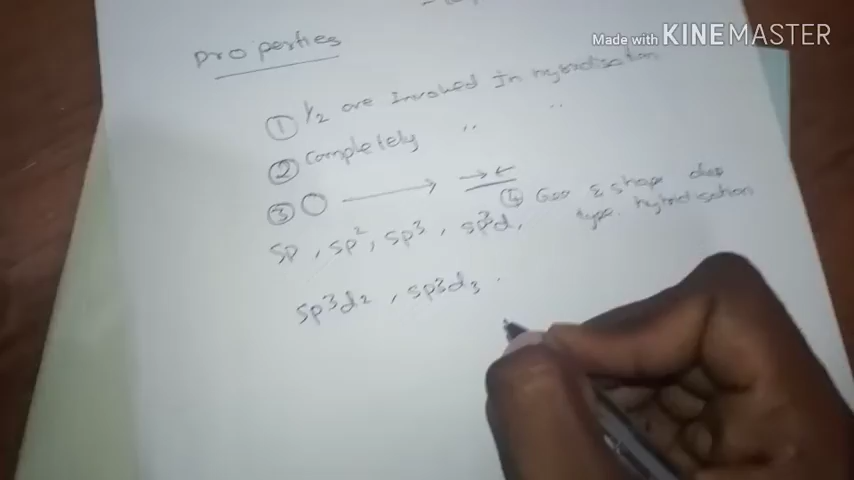 Made with KINEMASTER
properties
① 1/2 are Involved In hybridisation
② completely " "
③ ○ → →←
④ Geo & shape
type hybridisation
sp, sp², sp³, sp³d,
sp³d₂, sp³d₃.